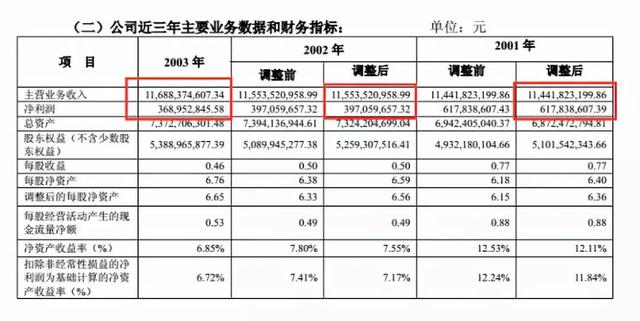 （二）公司近三年主要业务数据和财务指标： 单位：元
项 目 2003 年 2002 年 2001 年
调整前 调整后 调整前 调整后
主营业务收入 11,688,374,607.34 11,553,520,958.99 11,553,520,958.99 11,441,823,199.86 11,441,823,199.86
净利润 368,952,845.58 397,059,657.32 397,059,657.32 617,838,607.43 617,838,607.39
总资产 7,372,706,301.48 7,394,136,944.61 7,324,204,699.04 6,942,405,040.37 6,872,472,794.81
股东权益（不含少数股
东权益） 5,388,965,877.39 5,089,945,277.38 5,259,307,516.41 4,932,180,104.66 5,101,542,343.66
每股收益 0.46 0.50 0.50 0.77 0.77
每股净资产 6.76 6.38 6.59 6.18 6.40
调整后的每股净资产 6.65 6.33 6.56 6.15 6.36
每股经营活动产生的现
金流量净额 0.53 0.49 0.49 0.88 0.88
净资产收益率（%） 6.85% 7.80% 7.55% 12.53% 12.11%
扣除非经常性损益的净
利润为基础计算的净资
产收益率（%） 6.72% 7.41% 7.17% 12.24% 11.84%